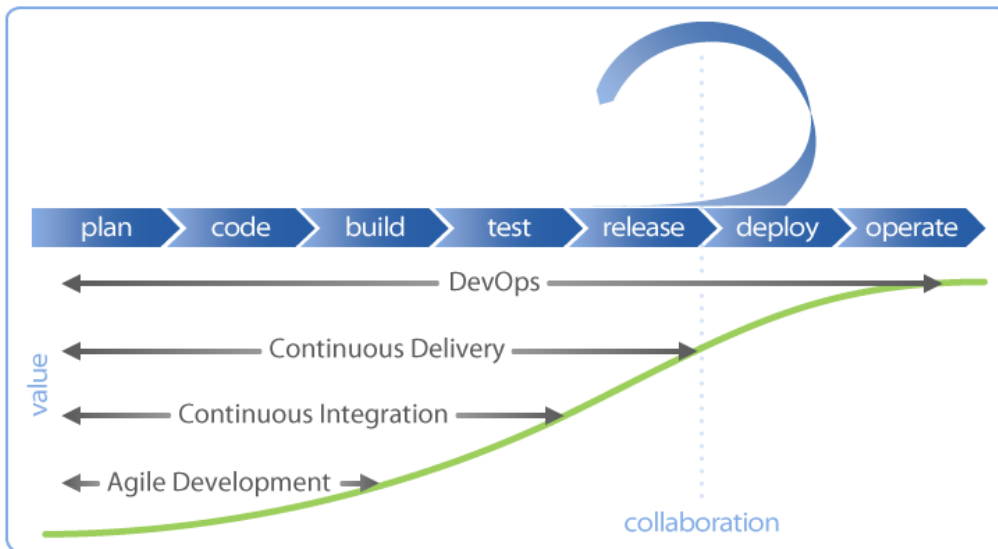 plan code build test release deploy operate
DevOps
Continuous Delivery
value
Continuous Integration
Agile Development
collaboration